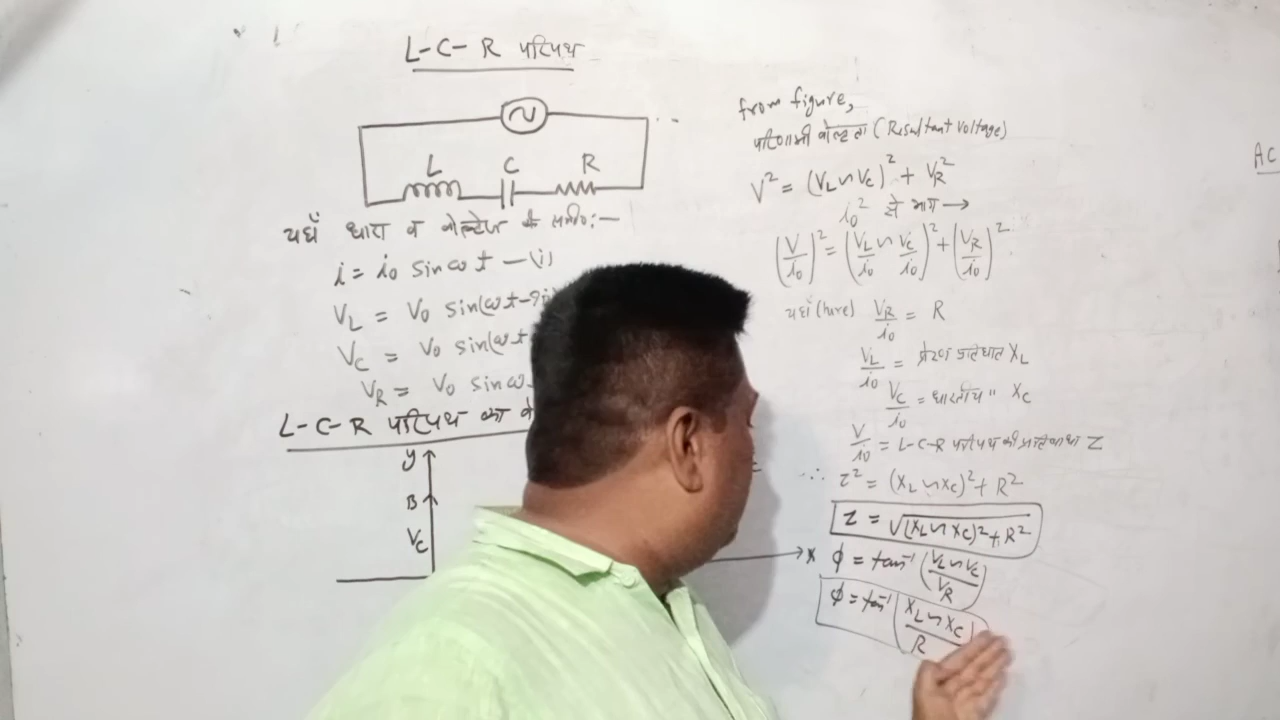 L-C-R परिपथ
L C R
यहाँ धारा व वोल्टेज के समी०:-
i = i₀ sinωt —(i)
V_L = V₀ sin(ωt-90
V_C = V₀ sin(ωt
V_R = V₀ sinω
L-C-R परिपथ का
y
B
V_C
x
from figure,
परिणामी वोल्टता (Resultant voltage)
V² = (V_L ∽ V_C)² + V_R²
i₀² से भाग →
(V/i₀)² = (V_L/i₀ ∽ V_C/i₀)² + (V_R/i₀)²
यहाँ (here) V_R/i₀ = R
V_L/i₀ = प्रेरण प्रतिघात X_L
V_C/i₀ = धारतीय " X_C
V/i₀ = L-C-R परिपथ की प्रतिबाधा Z
∴ Z² = (X_L ∽ X_C)² + R²
Z = √(X_L ∽ X_C)² + R²
ϕ = tan⁻¹ (V_L ∽ V_C / V_R)
ϕ = tan⁻¹ (X_L ∽ X_C / R)
AC